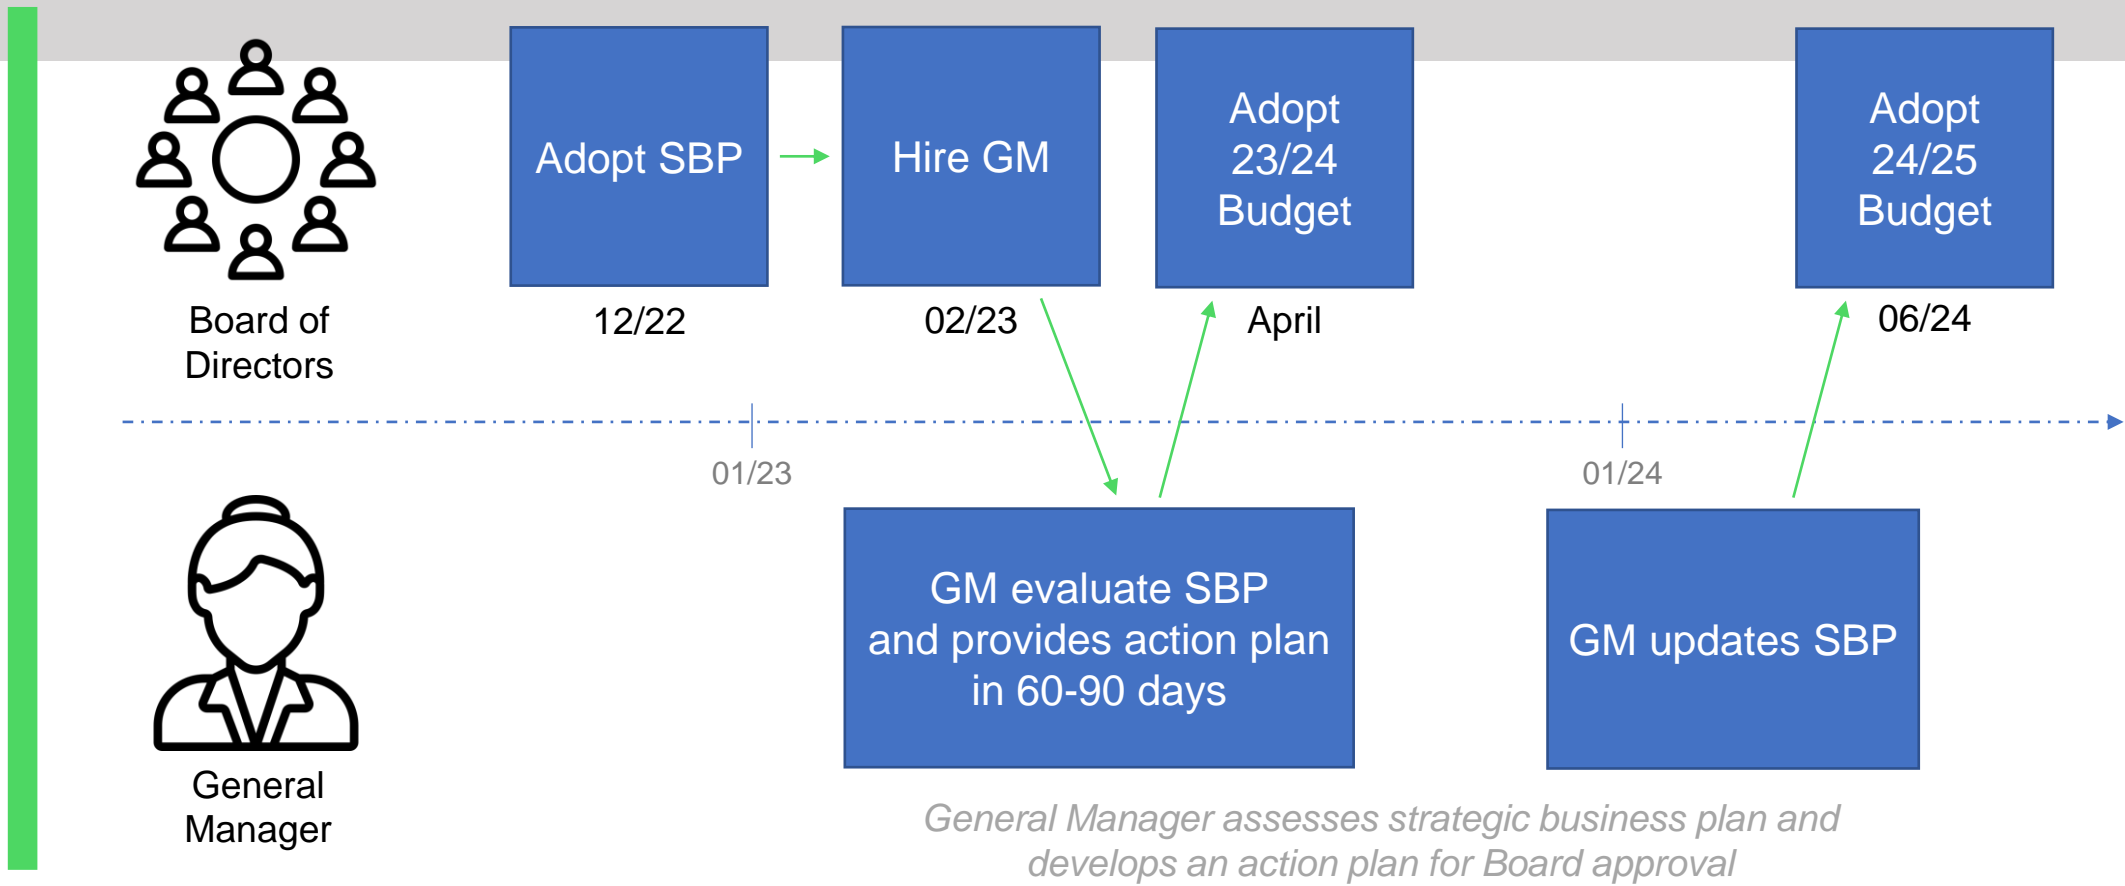 Adopt SBP
Hire GM
Adopt
23/24
Budget
Adopt
24/25
Budget
Board of
Directors
12/22
02/23
April
06/24
01/23
01/24
GM evaluate SBP
and provides action plan
in 60-90 days
GM updates SBP
General
Manager
General Manager assesses strategic business plan and
develops an action plan for Board approval